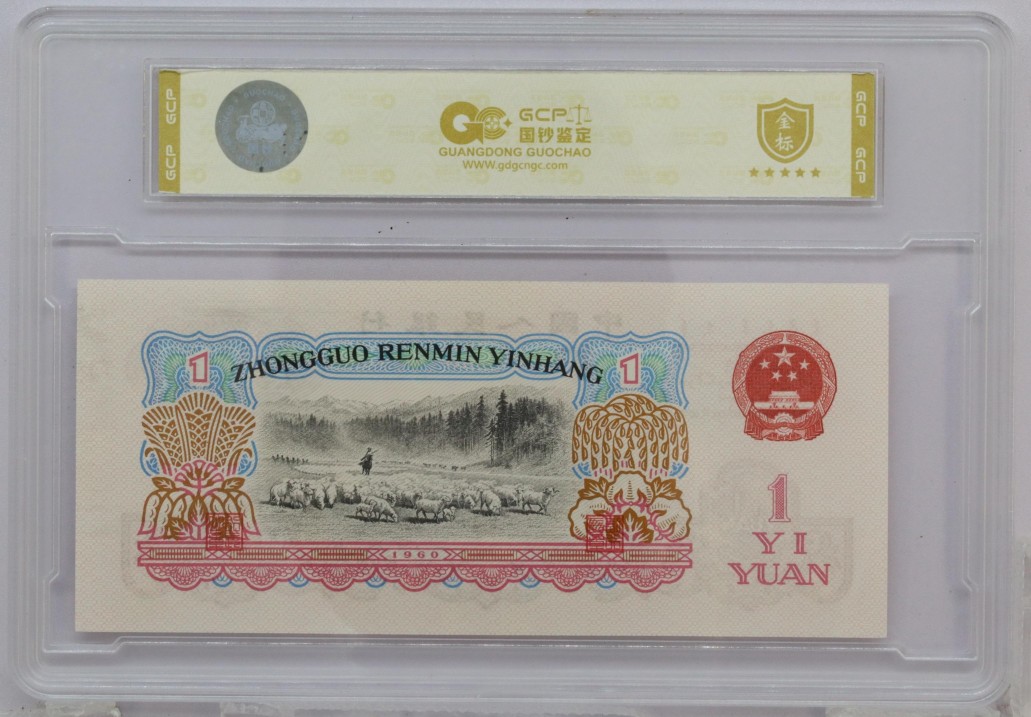 GCP
国钞鉴定
GUANGDONG GUOCHAO
WWW.gdgcngc.com
金标
GCP GCP
GCP GCP
ZHONGGUO RENMIN YINHANG
1
1
1960
1
YI
YUAN